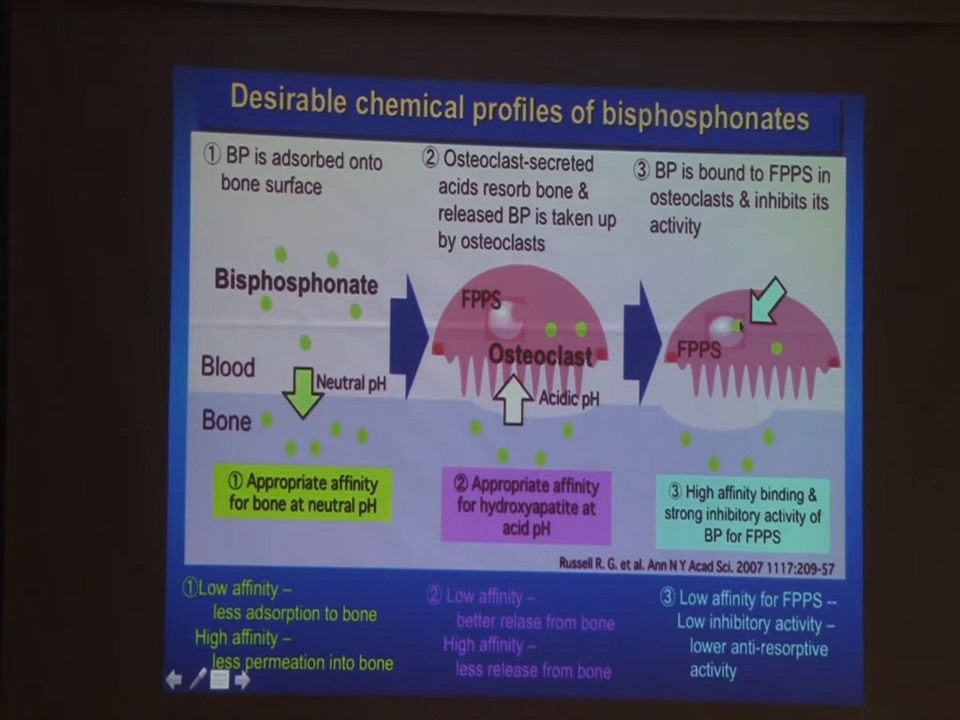 Desirable chemical profiles of bisphosphonates
① BP is adsorbed onto
bone surface
② Osteoclast-secreted
acids resorb bone &
released BP is taken up
by osteoclasts
③ BP is bound to FPPS in
osteoclasts & inhibits its
activity
Bisphosphonate
Blood
Neutral pH
Bone
FPPS
Osteoclast
Acidic pH
FPPS
① Appropriate affinity
for bone at neutral pH
② Appropriate affinity
for hydroxyapatite at
acid pH
③ High affinity binding &
strong inhibitory activity of
BP for FPPS
Russell R. G. et al. Ann N Y Acad Sci. 2007 1117:209-57
①Low affinity –
less adsorption to bone
High affinity –
less permeation into bone
② Low affinity –
better relase from bone
High affinity –
less release from bone
③ Low affinity for FPPS --
Low inhibitory activity –
lower anti-resorptive
activity